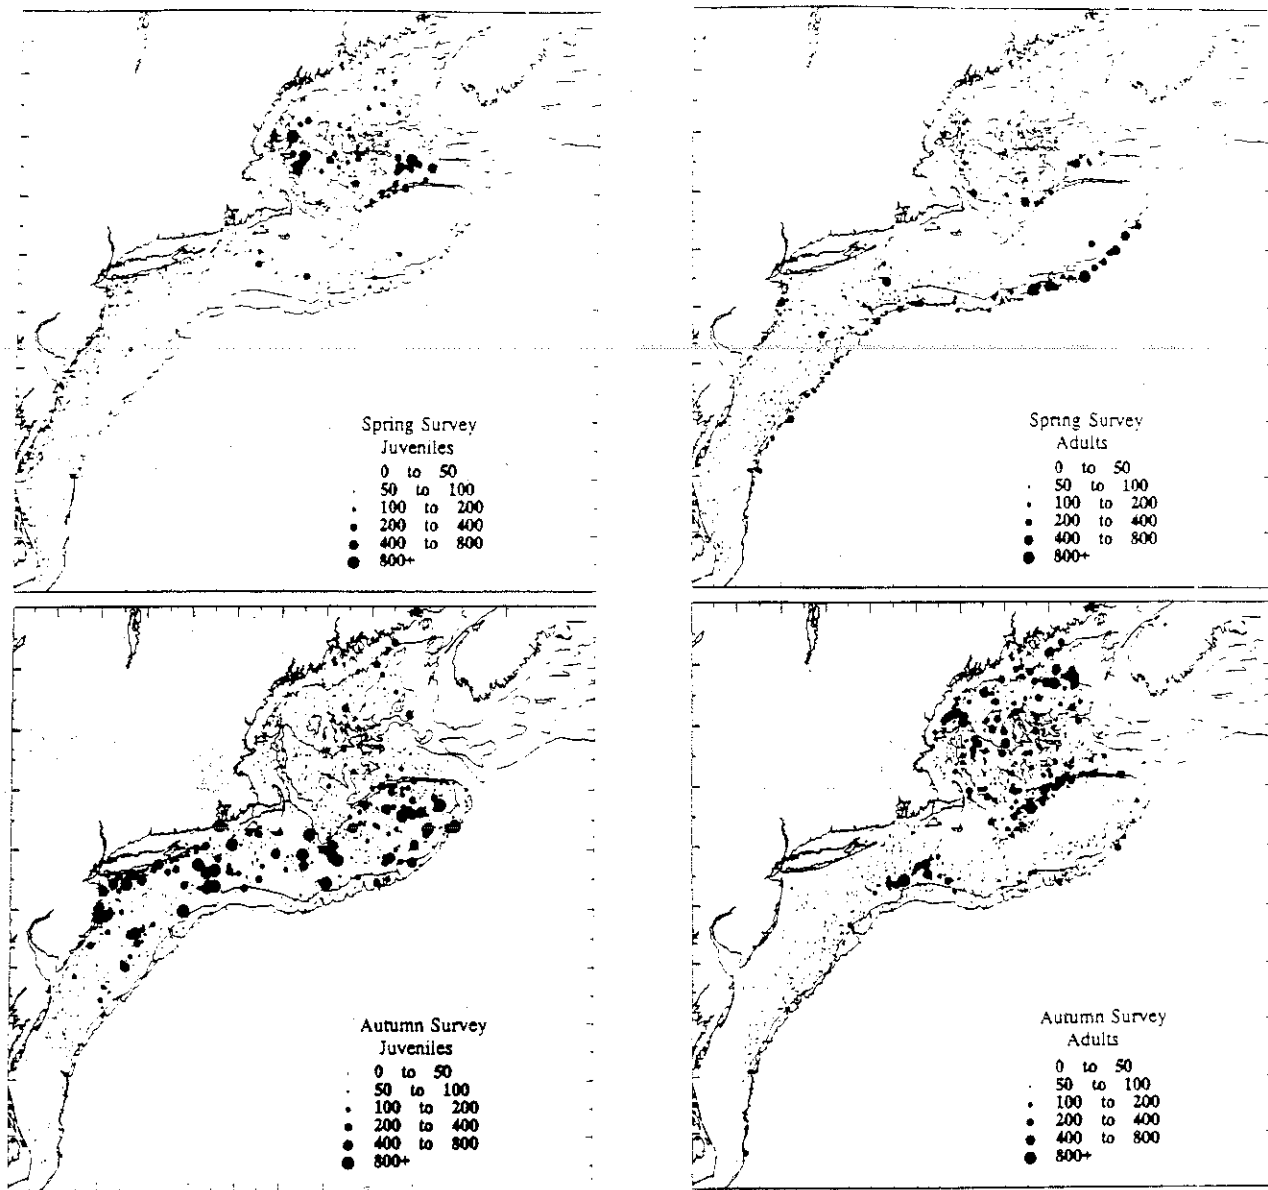 Spring Survey
Juveniles
0 to 50
50 to 100
100 to 200
200 to 400
400 to 800
800+
Spring Survey
Adults
0 to 50
50 to 100
100 to 200
200 to 400
400 to 800
800+
Autumn Survey
Juveniles
0 to 50
50 to 100
100 to 200
200 to 400
400 to 800
800+
Autumn Survey
Adults
0 to 50
50 to 100
100 to 200
200 to 400
400 to 800
800+